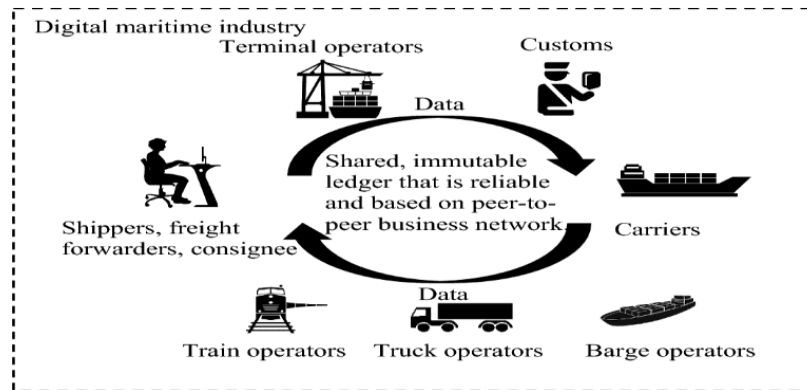 Digital maritime industry
Terminal operators
Customs
Data
Shared, immutable
ledger that is reliable
and based on peer-to-
peer business network.
Shippers, freight
forwarders, consignee
Carriers
Data
Train operators
Truck operators
Barge operators